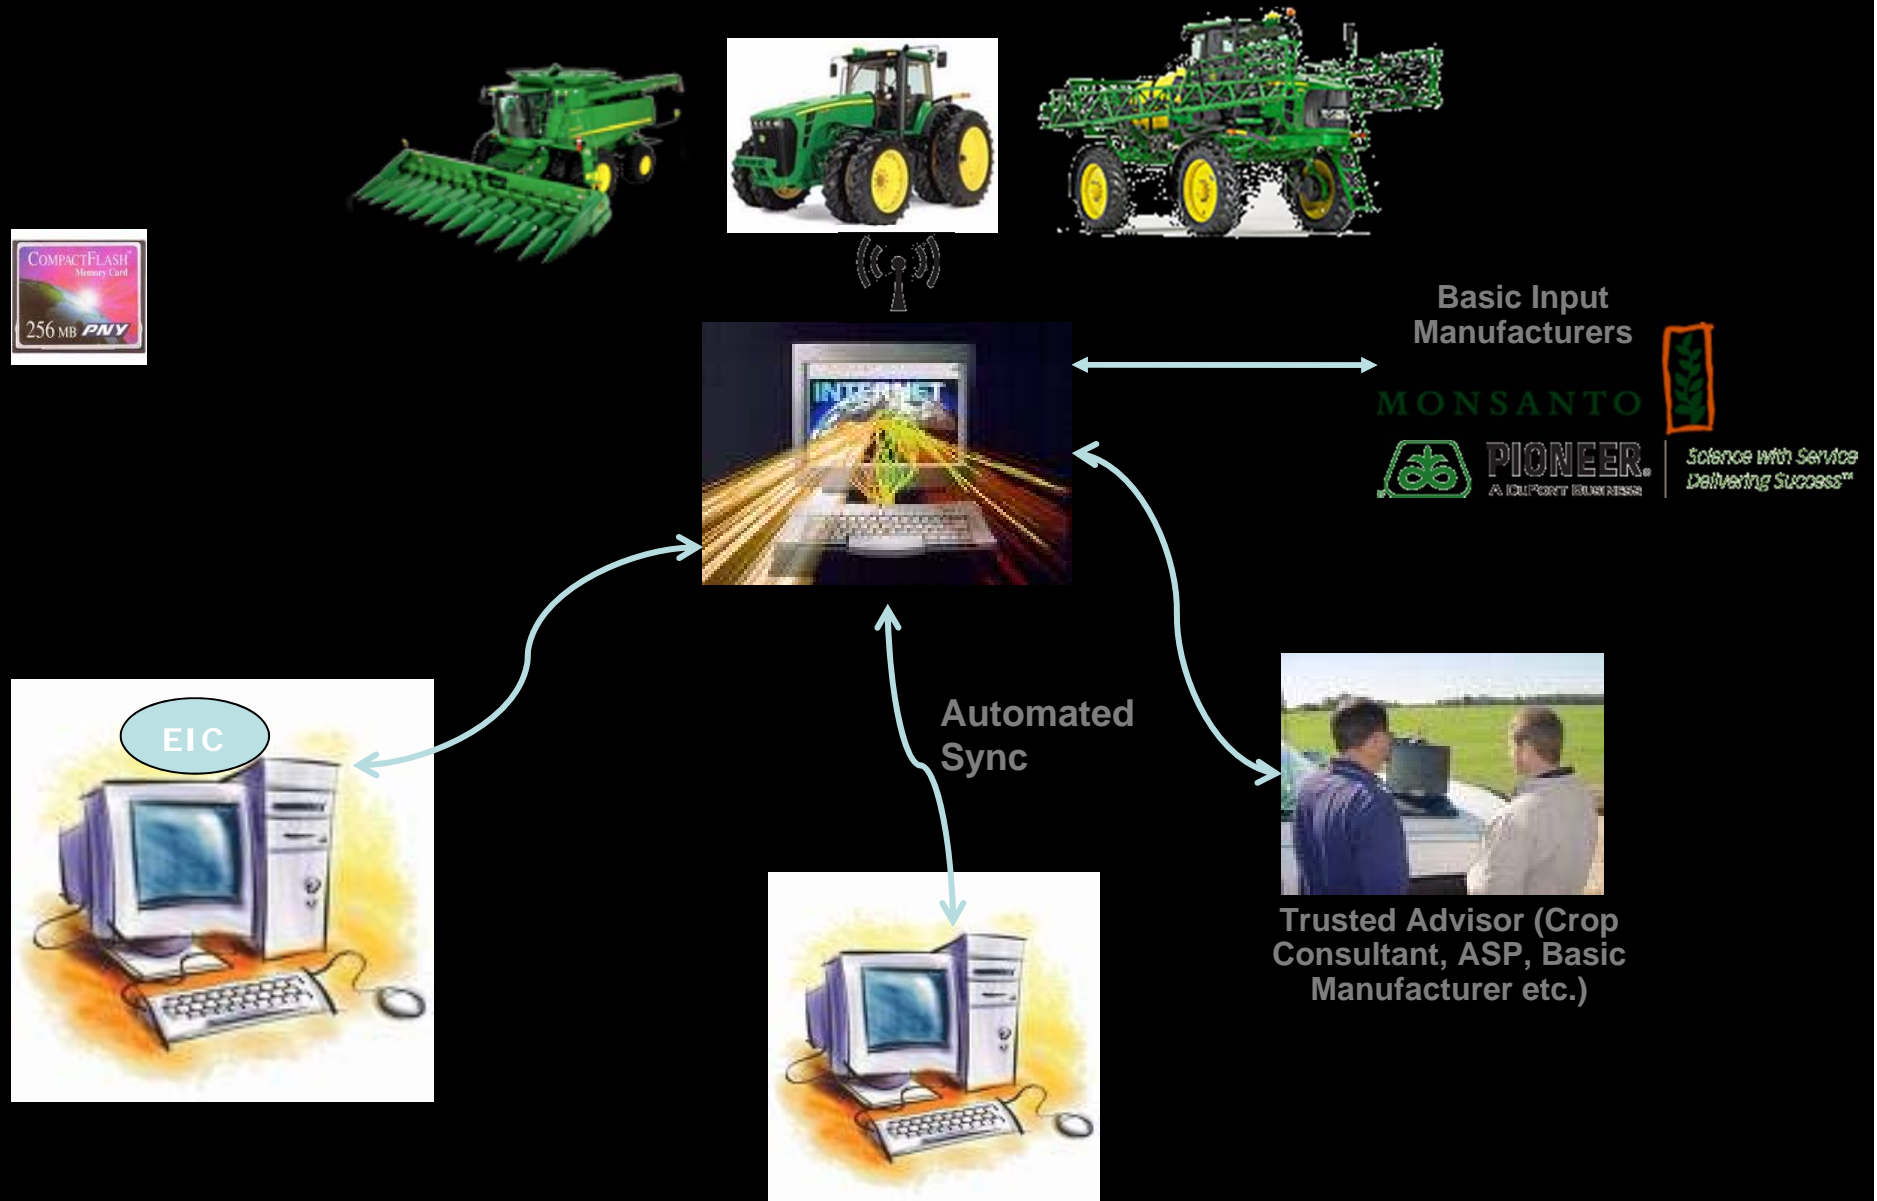 COMPACTFLASH™
Memory Card
256 MB PNY
Basic Input
Manufacturers
INTERNET
MONSANTO
PIONEER®
A DUPONT BUSINESS
Science with Service
Delivering Success™
EIC
Automated
Sync
Trusted Advisor (Crop
Consultant, ASP, Basic
Manufacturer etc.)